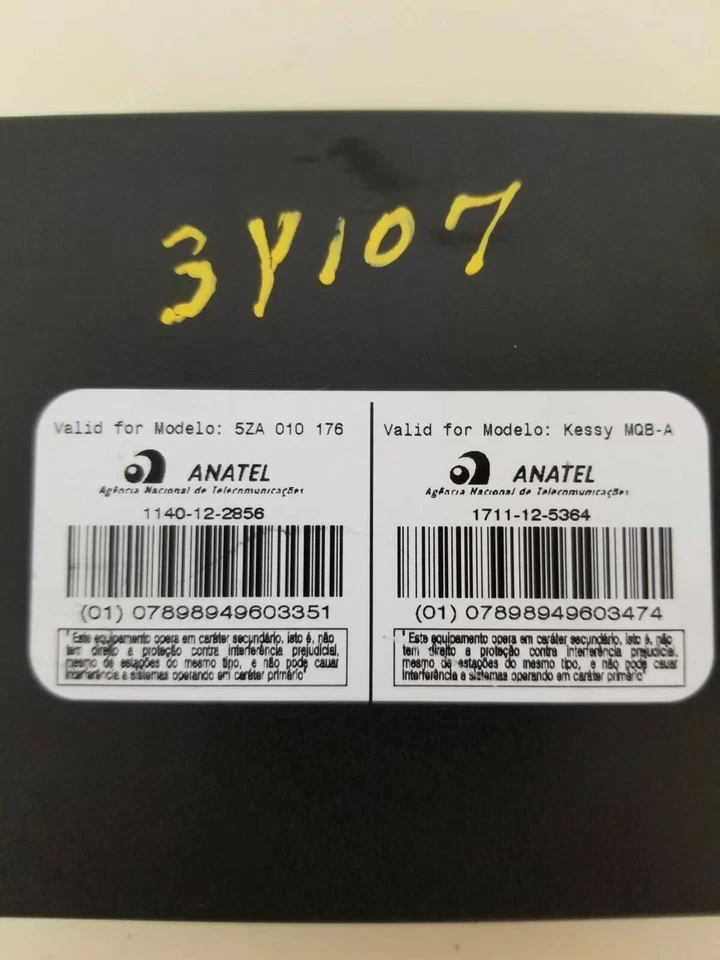 3Y107
Valid for Modelo: 5ZA 010 176
ANATEL
Agência Nacional de Telecomunicações
1140-12-2856
(01) 07898949603351
"Este equipamento opera em caráter secundário, isto é, não
tem direito a proteção contra interferência prejudicial,
mesmo de estações do mesmo tipo, e não pode causar
interferência a sistemas operando em caráter primário"
Valid for Modelo: Kessy MQB-A
ANATEL
Agência Nacional de Telecomunicações
1711-12-5364
(01) 07898949603474
"Este equipamento opera em caráter secundário, isto é, não
tem direito a proteção contra interferência prejudicial,
mesmo de estações do mesmo tipo, e não pode causar
interferência a sistemas operando em caráter primário"